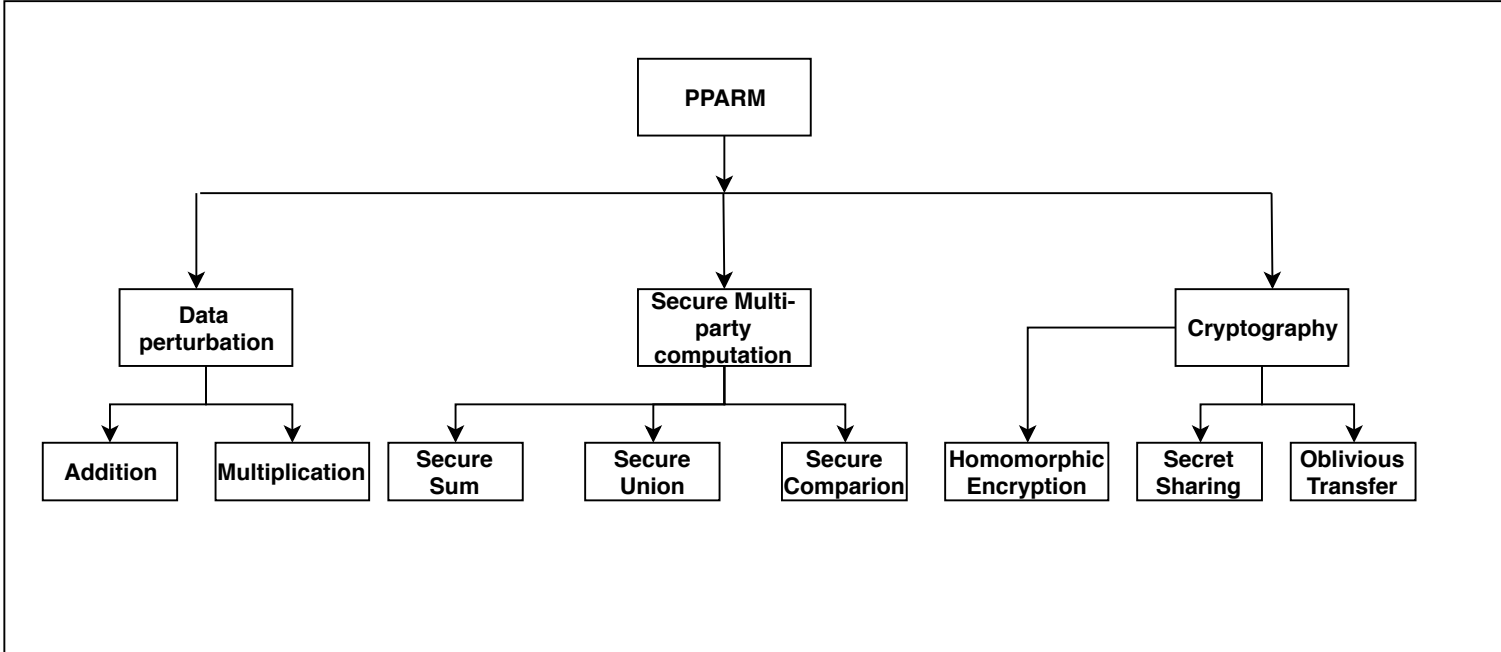 PPARM
Data
perturbation
Secure Multi-
party
computation
Cryptography
Addition
Multiplication
Secure
Sum
Secure
Union
Secure
Comparion
Homomorphic
Encryption
Secret
Sharing
Oblivious
Transfer